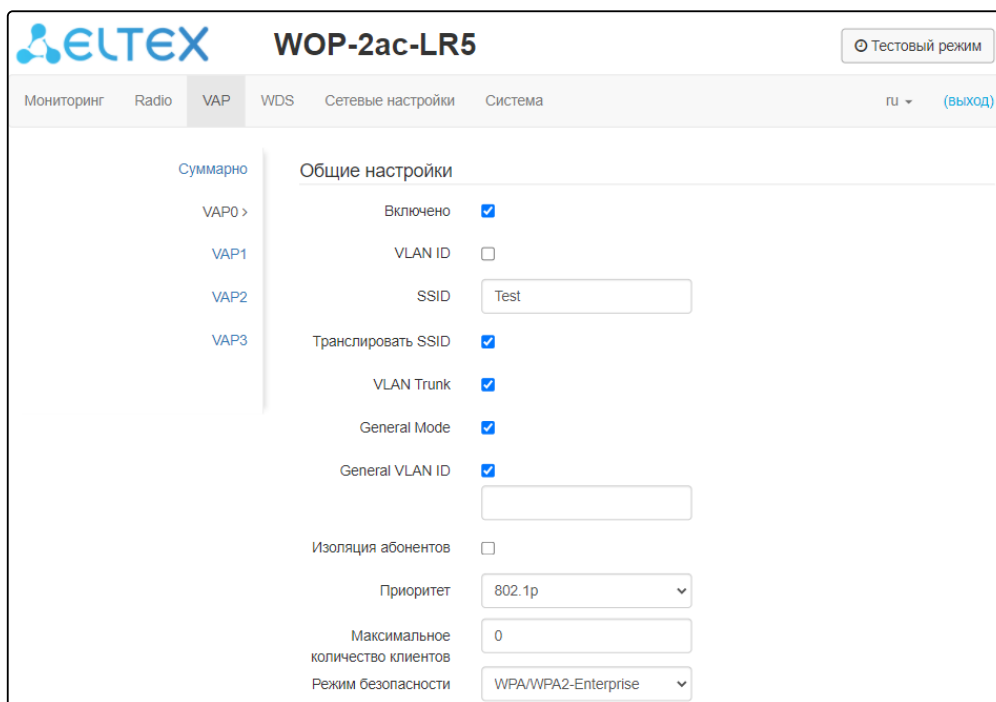 ELTEX WOP-2ac-LR5 Тестовый режим
Мониторинг Radio VAP WDS Сетевые настройки Система ru (выход)
Суммарно
VAP0 >
VAP1
VAP2
VAP3
Общие настройки
Включено
VLAN ID
SSID Test
Транслировать SSID
VLAN Trunk
General Mode
General VLAN ID
Изоляция абонентов
Приоритет 802.1p
Максимальное
количество клиентов 0
Режим безопасности WPA/WPA2-Enterprise